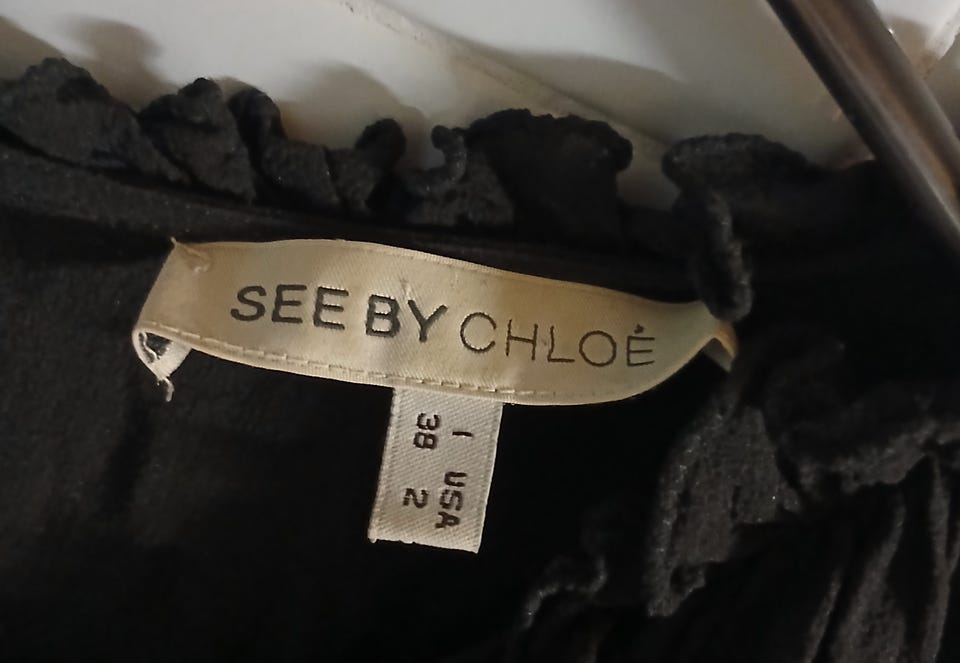 SEE BY CHLOÉ
I USA
38 2